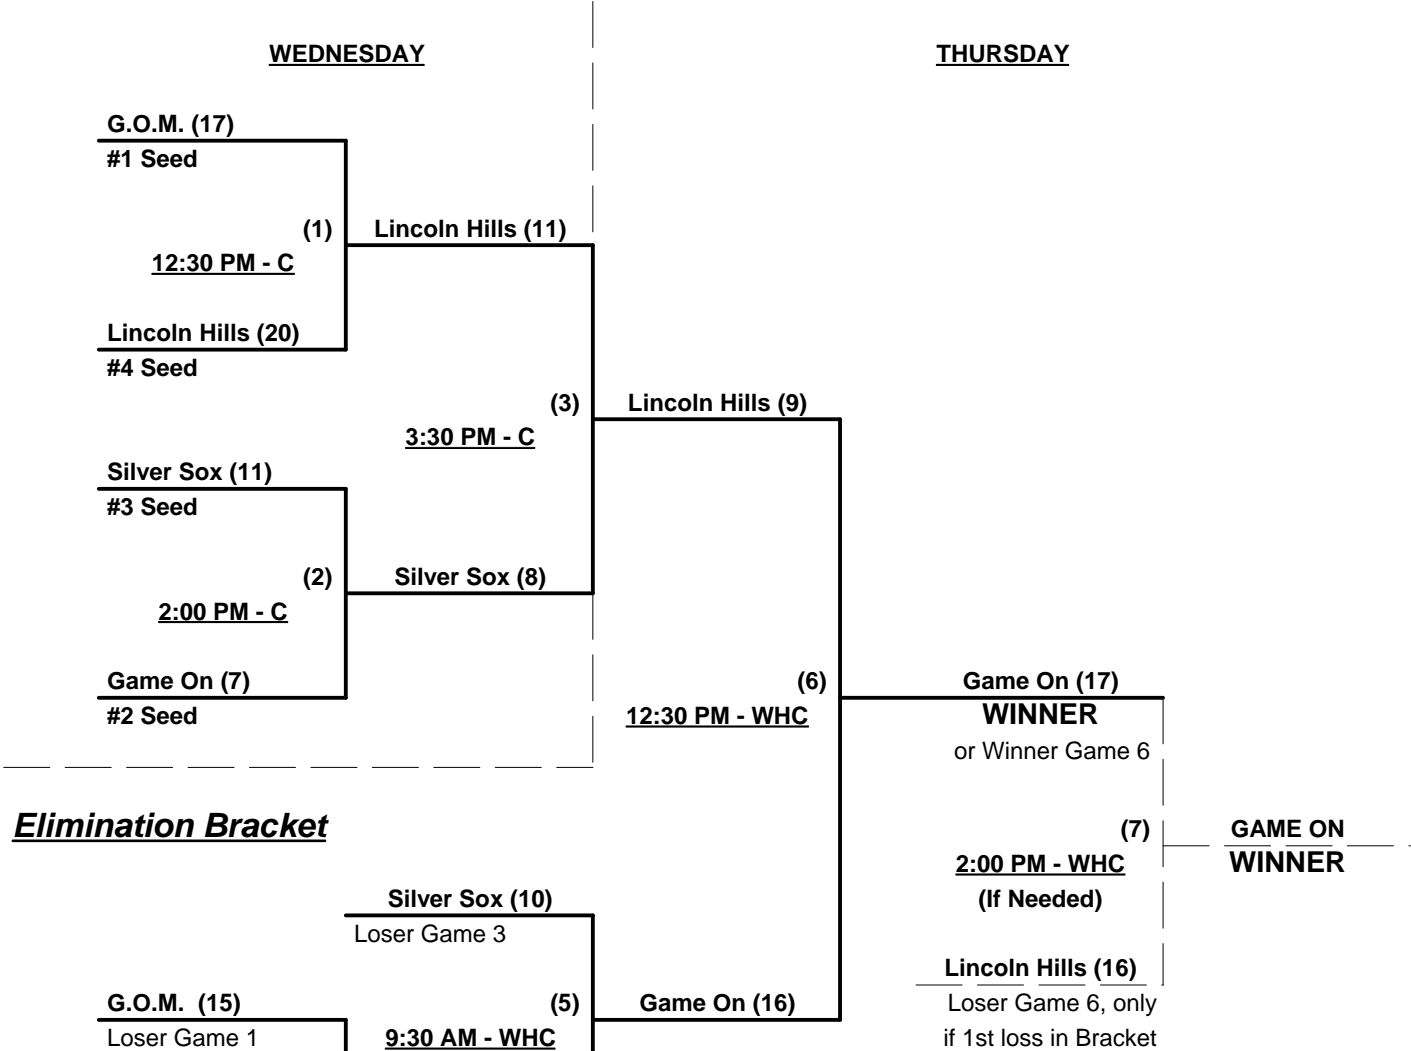 WEDNESDAY
THURSDAY
G.O.M. (17)
#1 Seed
(1)
Lincoln Hills (11)
12:30 PM - C
Lincoln Hills (20)
#4 Seed
(3)
Lincoln Hills (9)
3:30 PM - C
Silver Sox (11)
#3 Seed
(2)
Silver Sox (8)
2:00 PM - C
Game On (7)
#2 Seed
(6)
Game On (17)
12:30 PM - WHC
WINNER
or Winner Game 6
Elimination Bracket
(7)
GAME ON
2:00 PM - WHC
WINNER
(If Needed)
Silver Sox (10)
Loser Game 3
Lincoln Hills (16)
G.O.M.  (15)
(5)
Game On (16)
Loser Game 6, only
Loser Game 1
9:30 AM - WHC
if 1st loss in Bracket